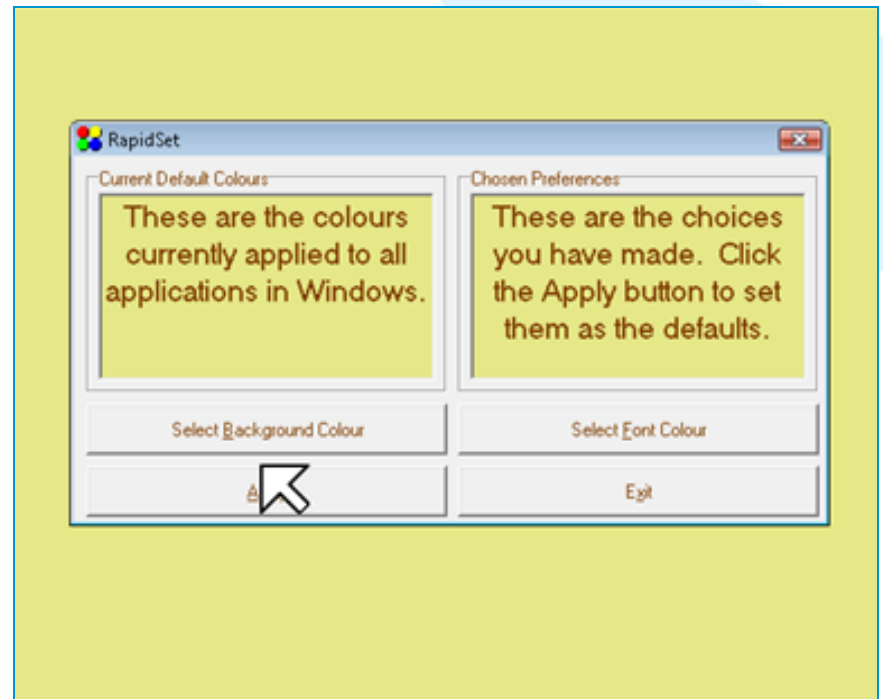 RapidSet
Current Default Colours
These are the colours
currently applied to all
applications in Windows.
Chosen Preferences
These are the choices
you have made. Click
the Apply button to set
them as the defaults.
Select Background Colour
Select Font Colour
Exit